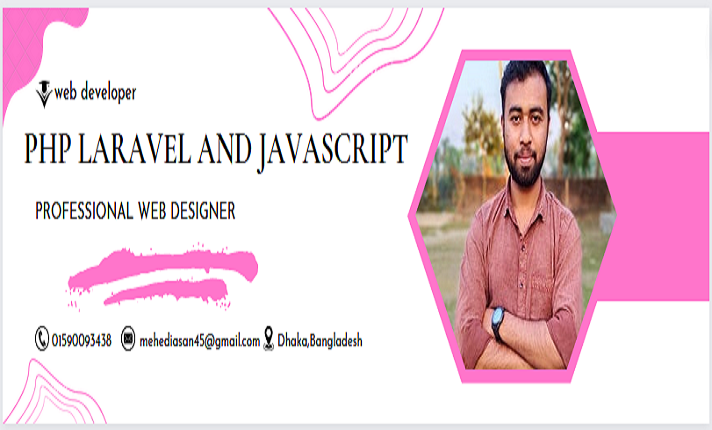 web developer
PHP LARAVEL AND JAVASCRIPT
PROFESSIONAL WEB DESIGNER
01590093438 mehediasan45@gmail.com Dhaka,Bangladesh